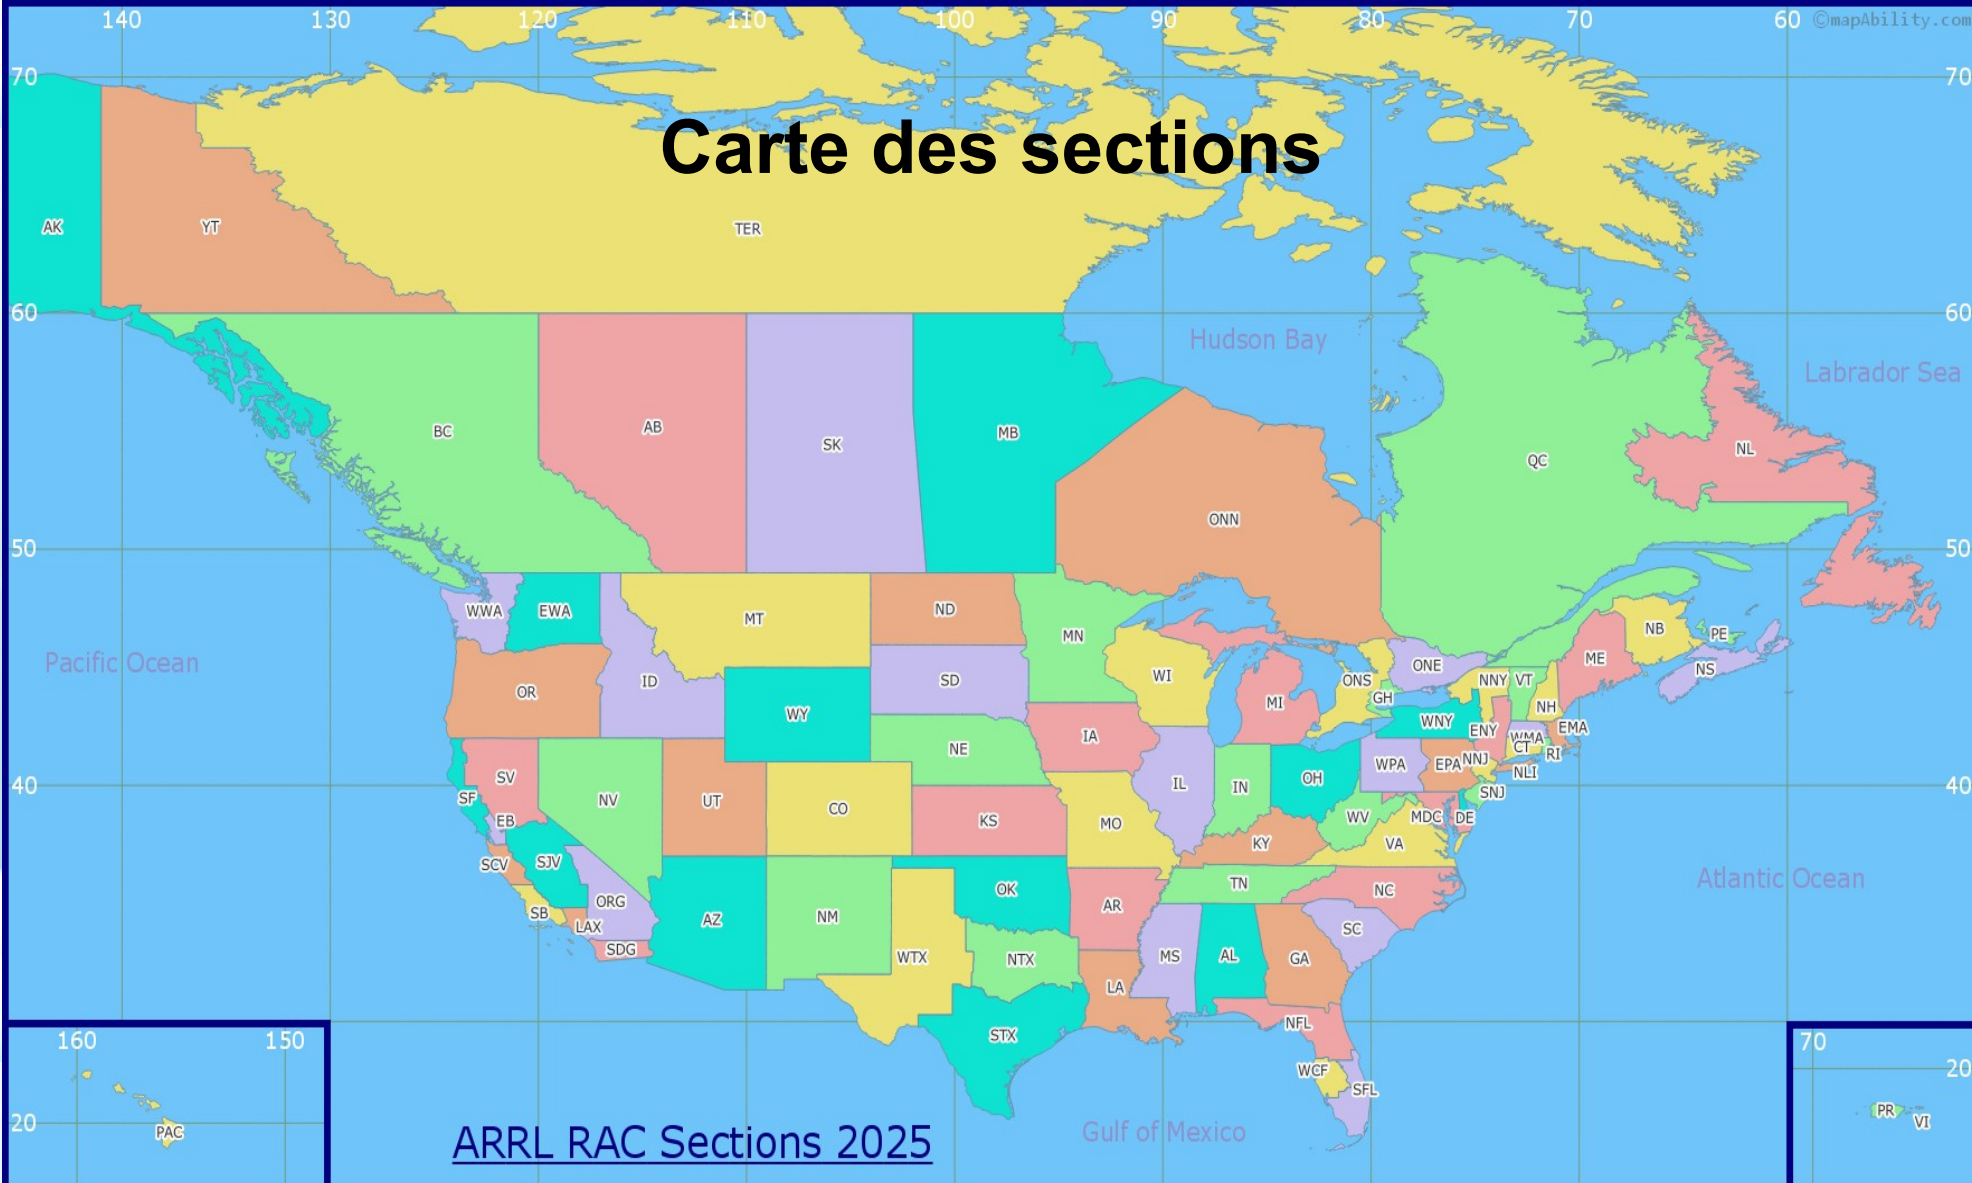 140 130 120 110 100 90 80 70 60 ©mapAbility.com
70 70
Carte des sections
AK YT TER
60 60
Hudson Bay
Labrador Sea
BC AB SK MB QC NL
ONN
50 50
WWA EWA MT ND MN NB PE
Pacific Ocean
OR ID SD WI MI ONS GH ONE NNY VT NH ME NS
WY WNY ENY EMA
SV NE IA WMA CT RI
SF NV UT CO KS IL IN OH WPA EPA NNJ NLI
40 40
EB MO WV MDC DE SNJ
SCV SJV KY VA
Atlantic Ocean
SB ORG OK TN NC
LAX AZ NM AR SC
SDG WTX NTX MS AL GA
LA
STX NFL
160 150 70
WCF SFL 20
PAC PR VI
20
ARRL RAC Sections 2025
Gulf of Mexico